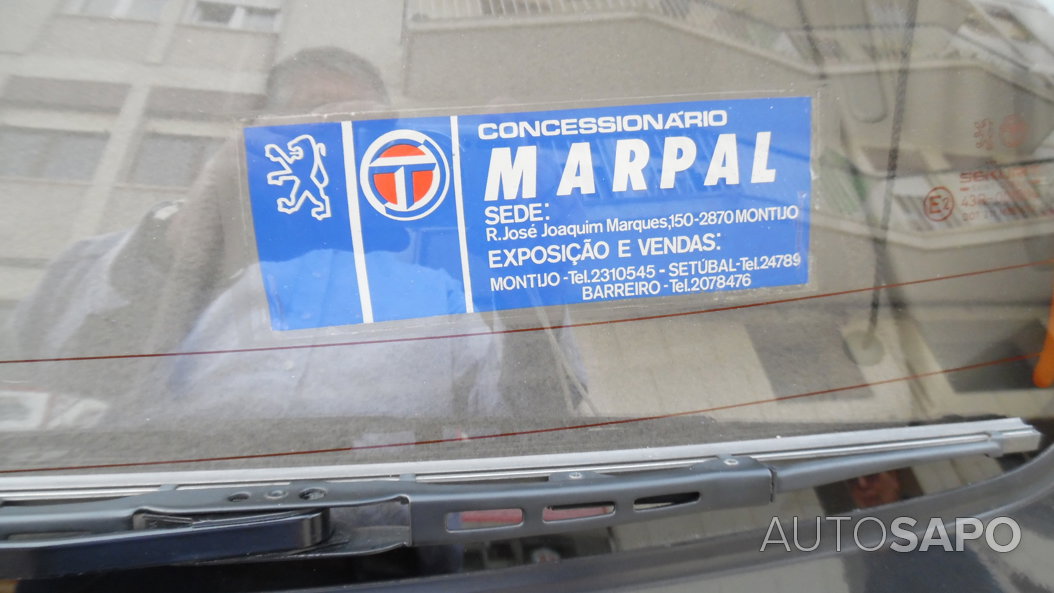 CONCESSIONÁRIO
MARPAL
SEDE:
R.José Joaquim Marques,150-2870 MONTIJO
EXPOSIÇÃO E VENDAS:
MONTIJO-Tel.2310545 - SETÚBAL-Tel.24789
BARREIRO-Tel.2078476
E2
AUTOSAPO